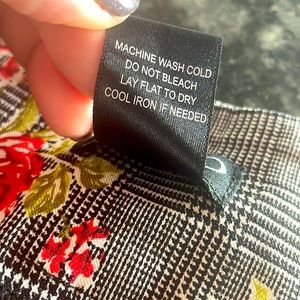 MACHINE WASH COLD
DO NOT BLEACH
LAY FLAT TO DRY
COOL IRON IF NEEDED